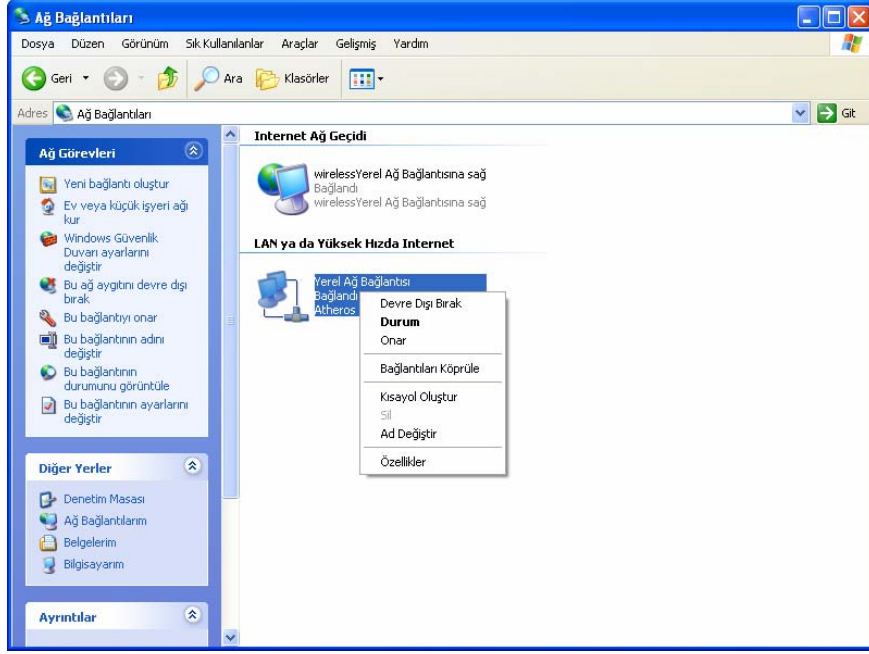 Ağ Bağlantıları
Dosya Düzen Görünüm Sık Kullanılanlar Araçlar Gelişmiş Yardım
Geri Ara Klasörler
Adres Ağ Bağlantıları Git
Ağ Görevleri
Yeni bağlantı oluştur
Ev veya küçük işyeri ağı
kur
Windows Güvenlik
Duvarı ayarlarını
değiştir
Bu ağ aygıtını devre dışı
bırak
Bu bağlantıyı onar
Bu bağlantının adını
değiştir
Bu bağlantının
durumunu görüntüle
Bu bağlantının ayarlarını
değiştir
Diğer Yerler
Denetim Masası
Ağ Bağlantılarım
Belgelerim
Bilgisayarım
Ayrıntılar
Internet Ağ Geçidi
wirelessYerel Ağ Bağlantısına sağ
Bağlandı
wirelessYerel Ağ Bağlantısına sağ
LAN ya da Yüksek Hızda Internet
Yerel Ağ Bağlantısı
Bağlandı
Atheros
Devre Dışı Bırak
Durum
Onar
Bağlantıları Köprüle
Kısayol Oluştur
Sil
Ad Değiştir
Özellikler